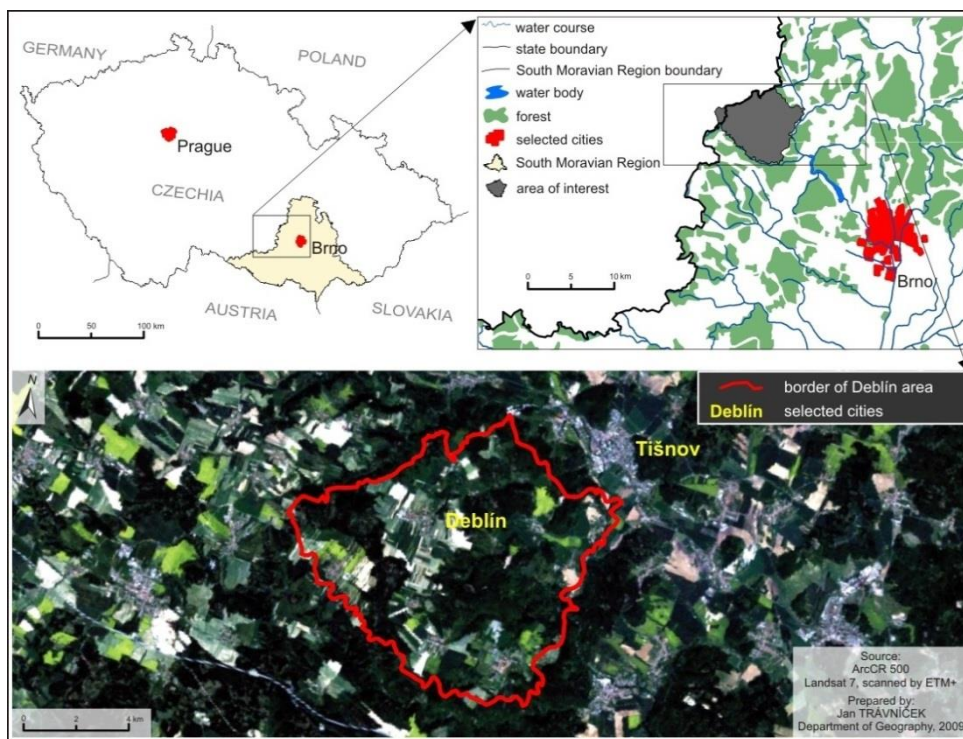 GERMANY
POLAND
Prague
CZECHIA
Brno
AUSTRIA
SLOVAKIA
0 50 100 km
water course
state boundary
South Moravian Region boundary
water body
forest
selected cities
South Moravian Region
area of interest
0 5 10 km
Brno
N
border of Deblín area
Deblín selected cities
Tišnov
Deblín
0 2 4 km
Source:
ArcCR 500
Landsat 7, scanned by ETM+
Prepared by:
Jan TRÁVNÍČEK
Department of Geography, 2009